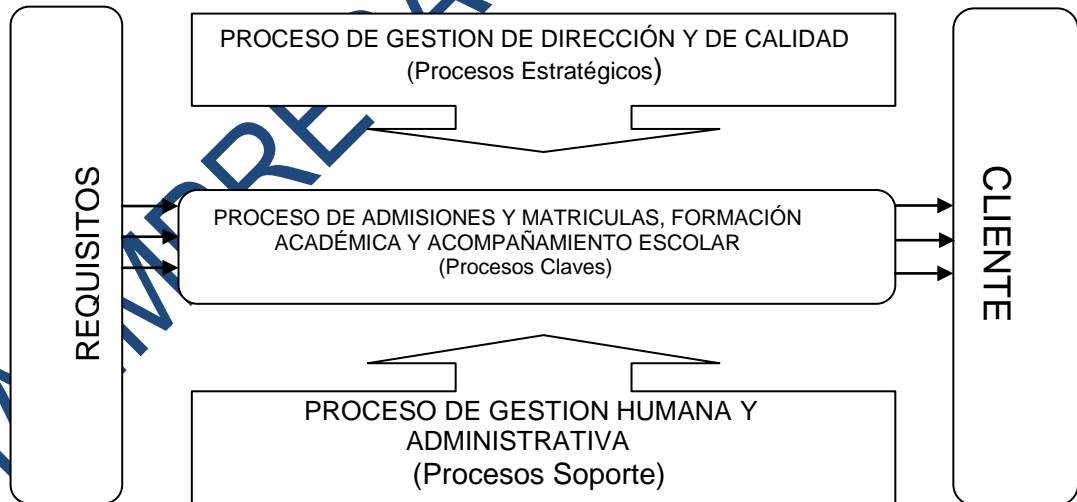 PROCESO DE GESTION DE DIRECCIÓN Y DE CALIDAD
(Procesos Estratégicos)
REQUISITOS
PROCESO DE ADMISIONES Y MATRICULAS, FORMACIÓN
ACADÉMICA Y ACOMPAÑAMIENTO ESCOLAR
(Procesos Claves)
CLIENTE
PROCESO DE GESTION HUMANA Y
ADMINISTRATIVA
(Procesos Soporte)